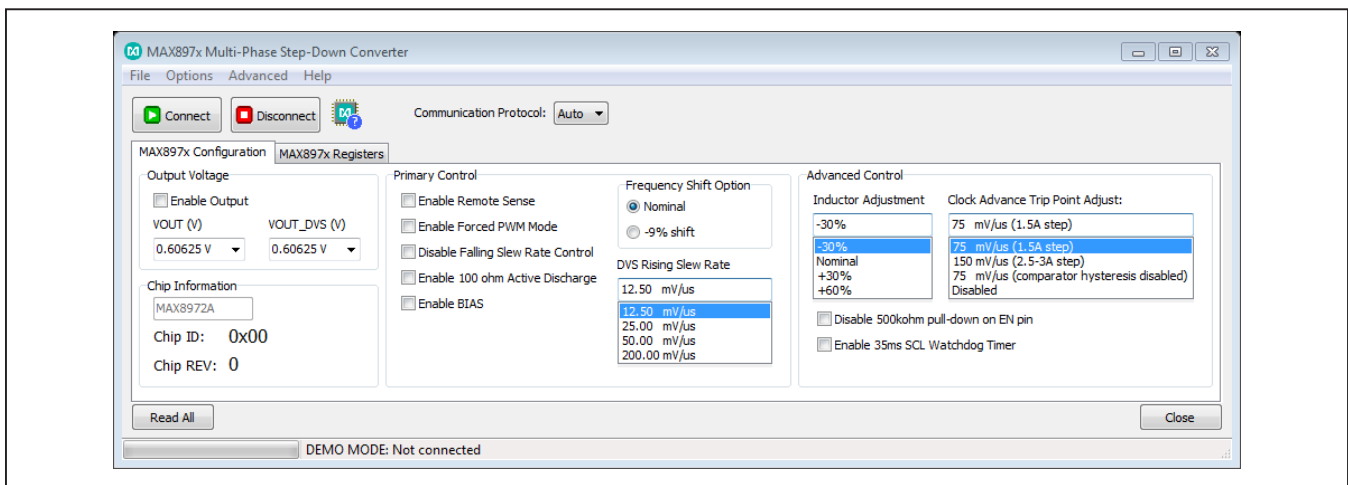 MAX897x Multi-Phase Step-Down Converter
File Options Advanced Help
Connect Disconnect ? Communication Protocol: Auto
MAX897x Configuration MAX897x Registers
Output Voltage
Enable Output
VOUT (V) VOUT_DVS (V)
0.60625 V 0.60625 V
Chip Information
MAX8972A
Chip ID: 0x00
Chip REV: 0
Primary Control
Enable Remote Sense
Enable Forced PWM Mode
Disable Falling Slew Rate Control
Enable 100 ohm Active Discharge
Enable BIAS
Frequency Shift Option
Nominal
-9% shift
DVS Rising Slew Rate
12.50 mV/us
12.50 mV/us
25.00 mV/us
50.00 mV/us
200.00 mV/us
Advanced Control
Inductor Adjustment
-30%
-30%
Nominal
+30%
+60%
Clock Advance Trip Point Adjust:
75 mV/us (1.5A step)
75 mV/us (1.5A step)
150 mV/us (2.5-3A step)
75 mV/us (comparator hysteresis disabled)
Disabled
Disable 500kohm pull-down on EN pin
Enable 35ms SCL Watchdog Timer
Read All Close
DEMO MODE: Not connected